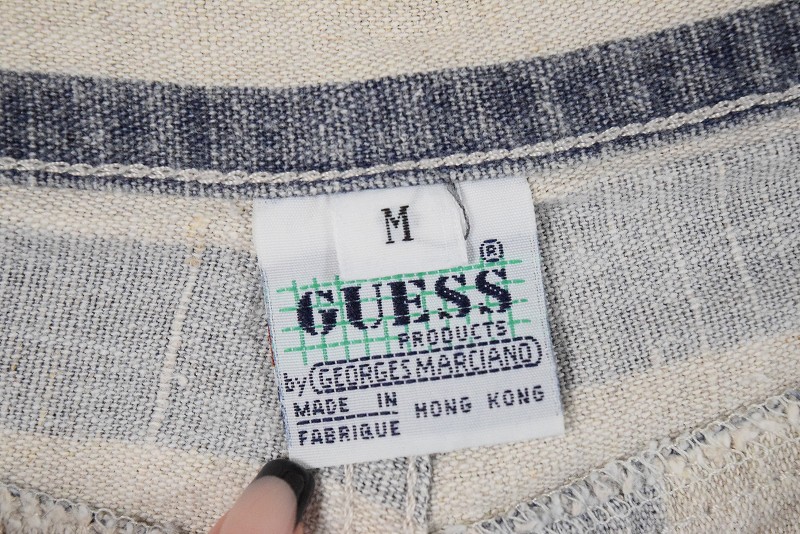 M
GUESS®
PRODUCTS
by GEORGES MARCIANO
MADE IN
FABRIQUE
HONG KONG